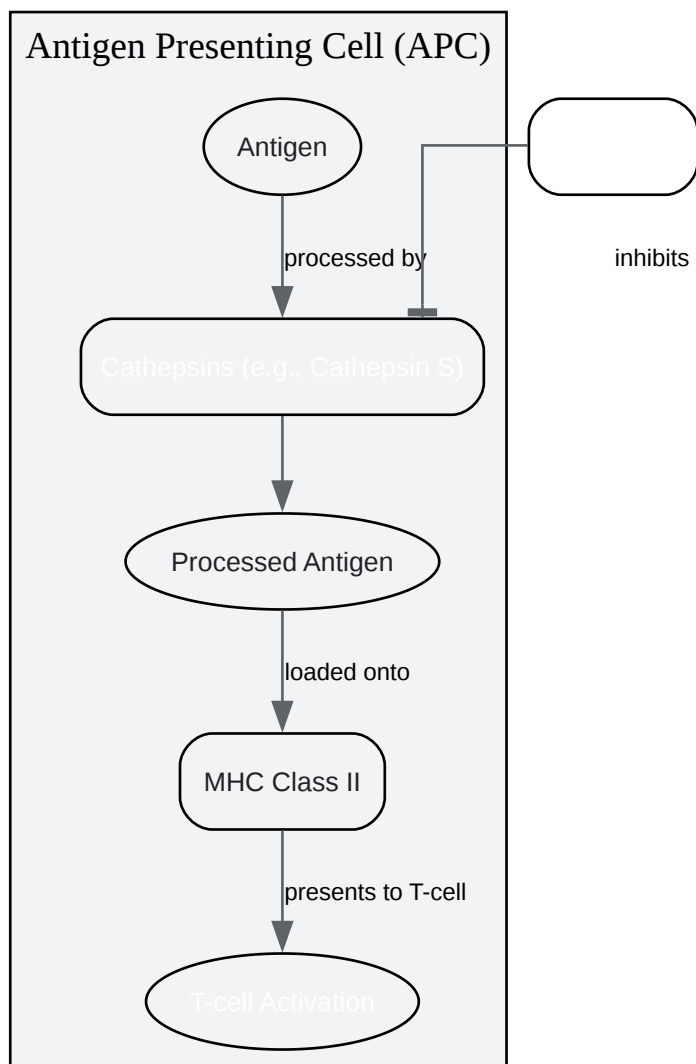 Antigen Presenting Cell (APC)
Antigen
processed by
inhibits
Cathepsins (e.g., Cathepsin S)
Processed Antigen
loaded onto
MHC Class II
presents to T-cell
T-cell Activation